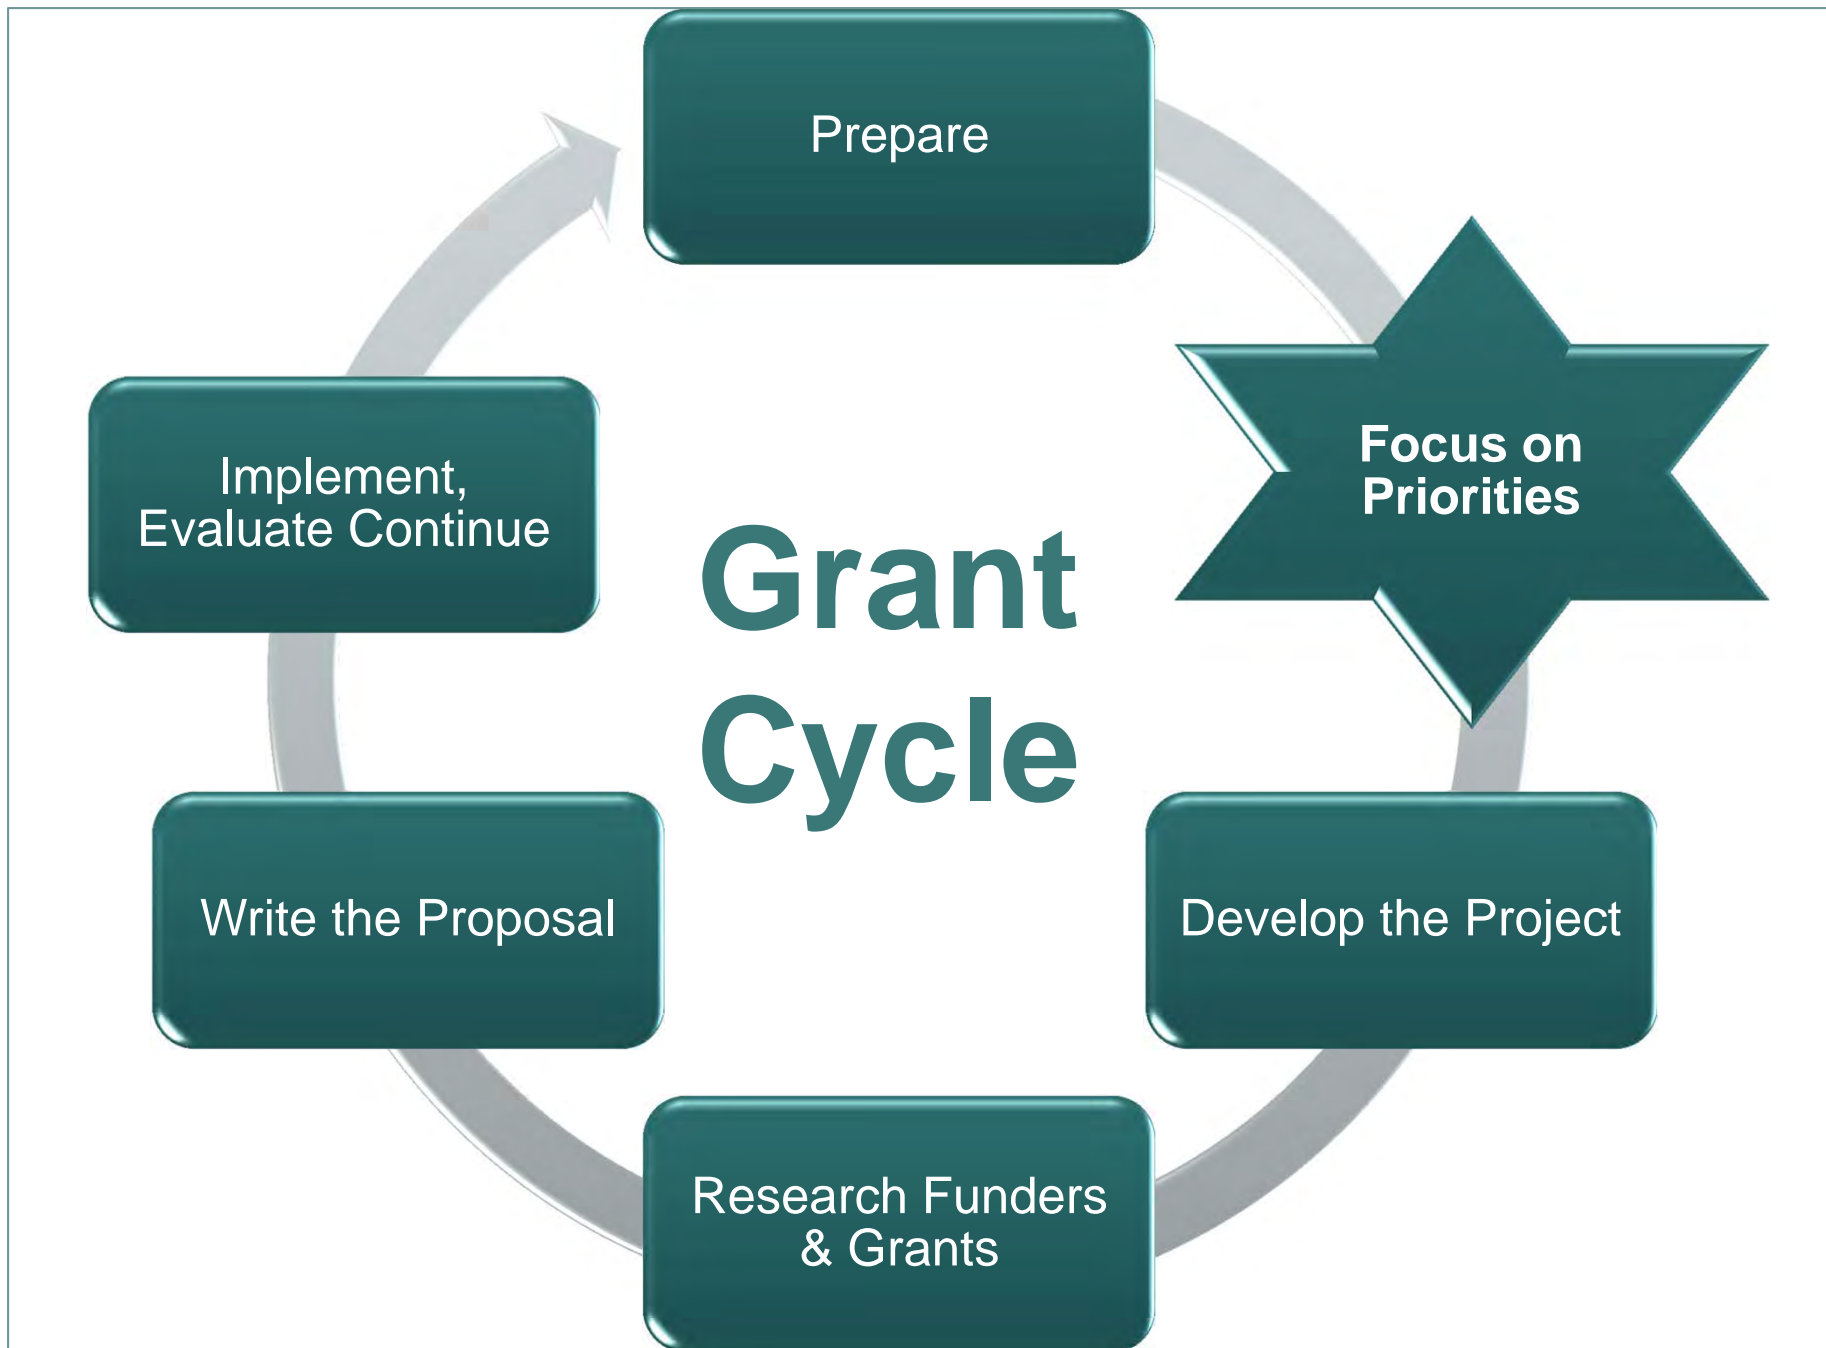 Prepare
Focus on
Priorities
Develop the Project
Research Funders
& Grants
Write the Proposal
Implement,
Evaluate Continue
Grant
Cycle